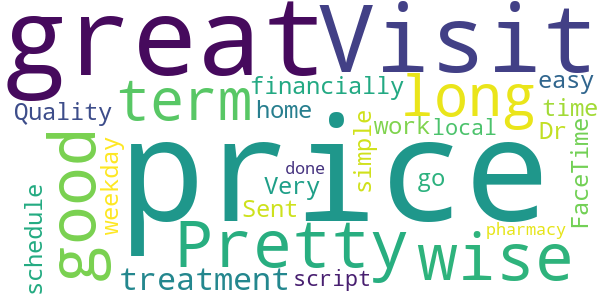 great Visit
term financially long easy
Quality home time
good price work local Dr
weekday simple FaceTime
Very done go
schedule Sent pharmacy
Pretty wise
treatment script